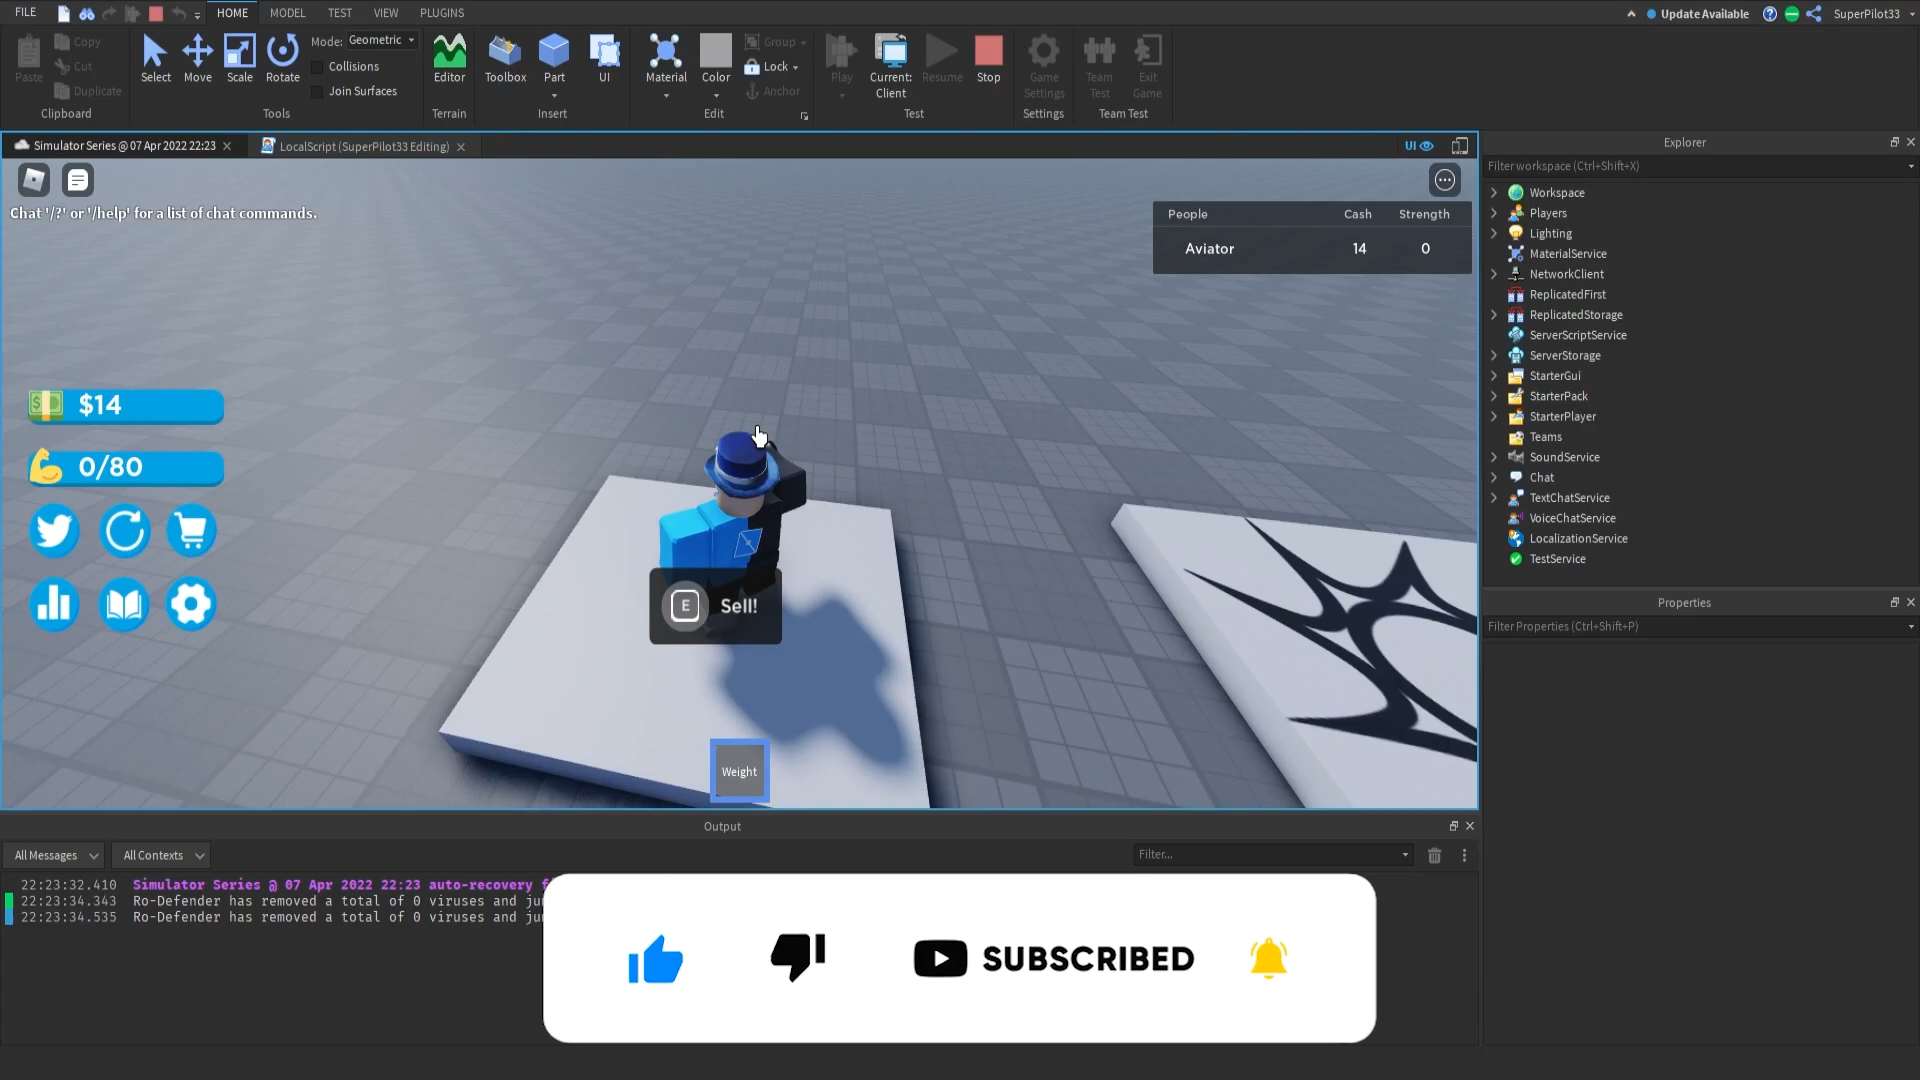 FILE
HOME
MODEL
TEST
VIEW
PLUGINS
Update Available
SuperPilot33
Paste
Copy
Cut
Duplicate
Clipboard
Select
Move
Scale
Rotate
Mode: Geometric
Collisions
Join Surfaces
Tools
Editor
Terrain
Toolbox
Part
UI
Insert
Material
Color
Group
Lock
Anchor
Edit
Play
Current:
Client
Resume
Stop
Test
Game
Settings
Settings
Team
Test
Exit
Game
Team Test
Simulator Series @ 07 Apr 2022 22:23
LocalScript (SuperPilot33 Editing)
UI
Chat '/?' or '/help' for a list of chat commands.
People Cash Strength
Aviator 14 0
$14
0/80
E Sell!
Weight
Explorer
Filter workspace (Ctrl+Shift+X)
Workspace
Players
Lighting
MaterialService
NetworkClient
ReplicatedFirst
ReplicatedStorage
ServerScriptService
ServerStorage
StarterGui
StarterPack
StarterPlayer
Teams
SoundService
Chat
TextChatService
VoiceChatService
LocalizationService
TestService
Properties
Filter Properties (Ctrl+Shift+P)
Output
All Messages
All Contexts
Filter...
22:23:32.410 Simulator Series @ 07 Apr 2022 22:23 auto-recovery
22:23:34.343 Ro-Defender has removed a total of 0 viruses and
22:23:34.535 Ro-Defender has removed a total of 0 viruses and
SUBSCRIBED